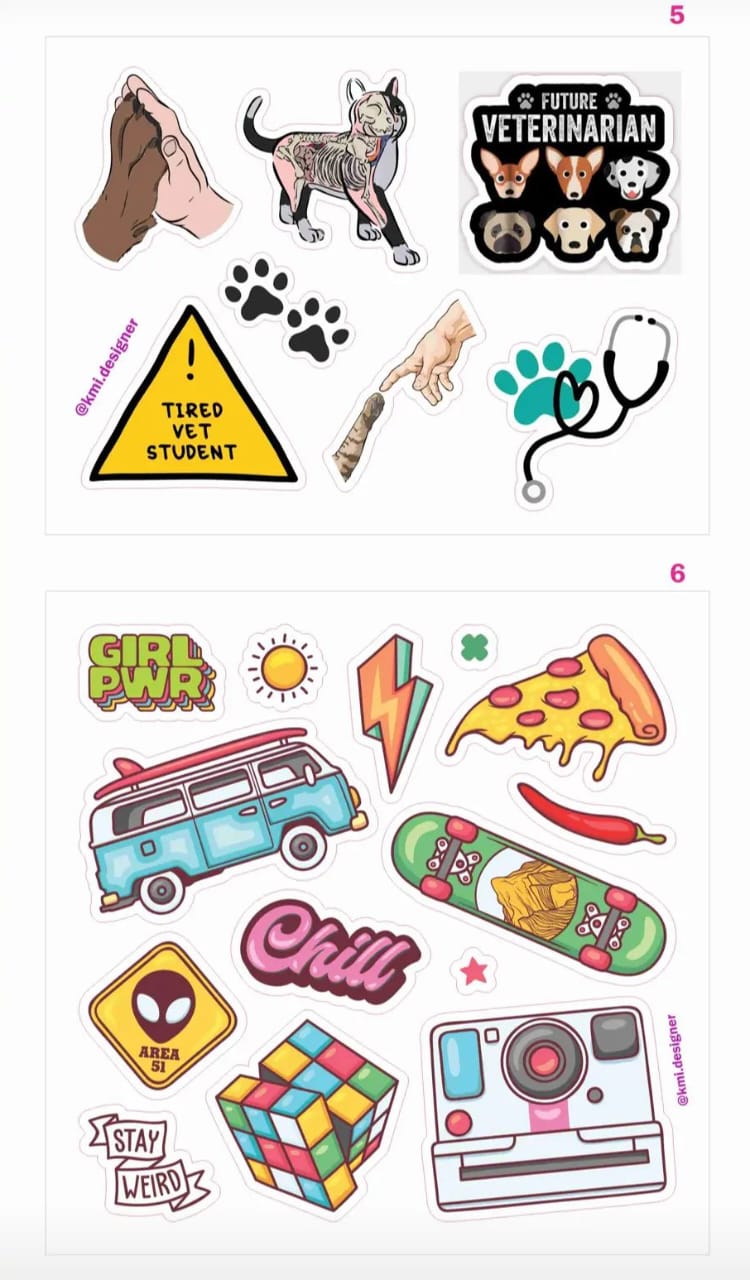 5
FUTURE
VETERINARIAN
@kmi.designer
!
TIRED
VET
STUDENT
6
GIRL
PWR
Chill
AREA
51
@kmi.designer
STAY
WEIRD